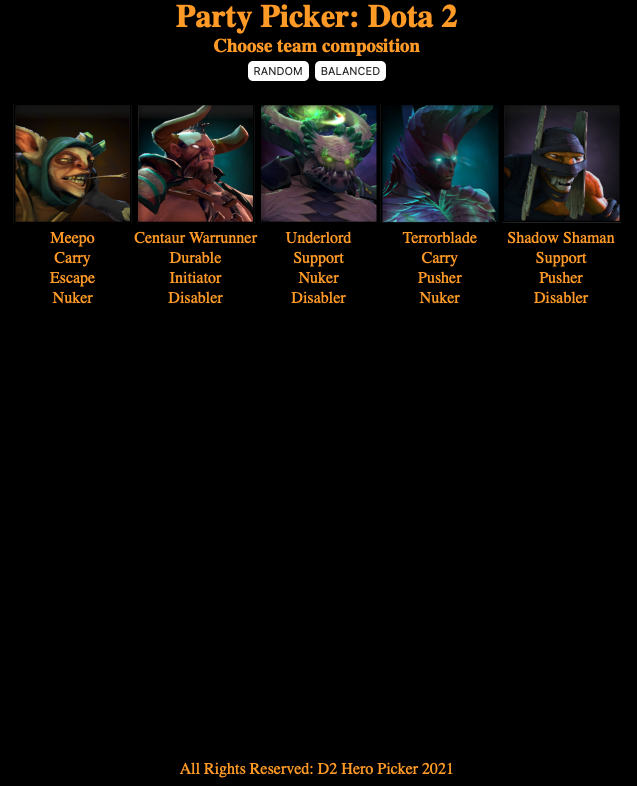 Party Picker: Dota 2
Choose team composition
RANDOM BALANCED
Meepo Centaur Warrunner Underlord Terrorblade Shadow Shaman
Carry Durable Support Carry Support
Escape Initiator Nuker Pusher Pusher
Nuker Disabler Disabler Nuker Disabler
All Rights Reserved: D2 Hero Picker 2021